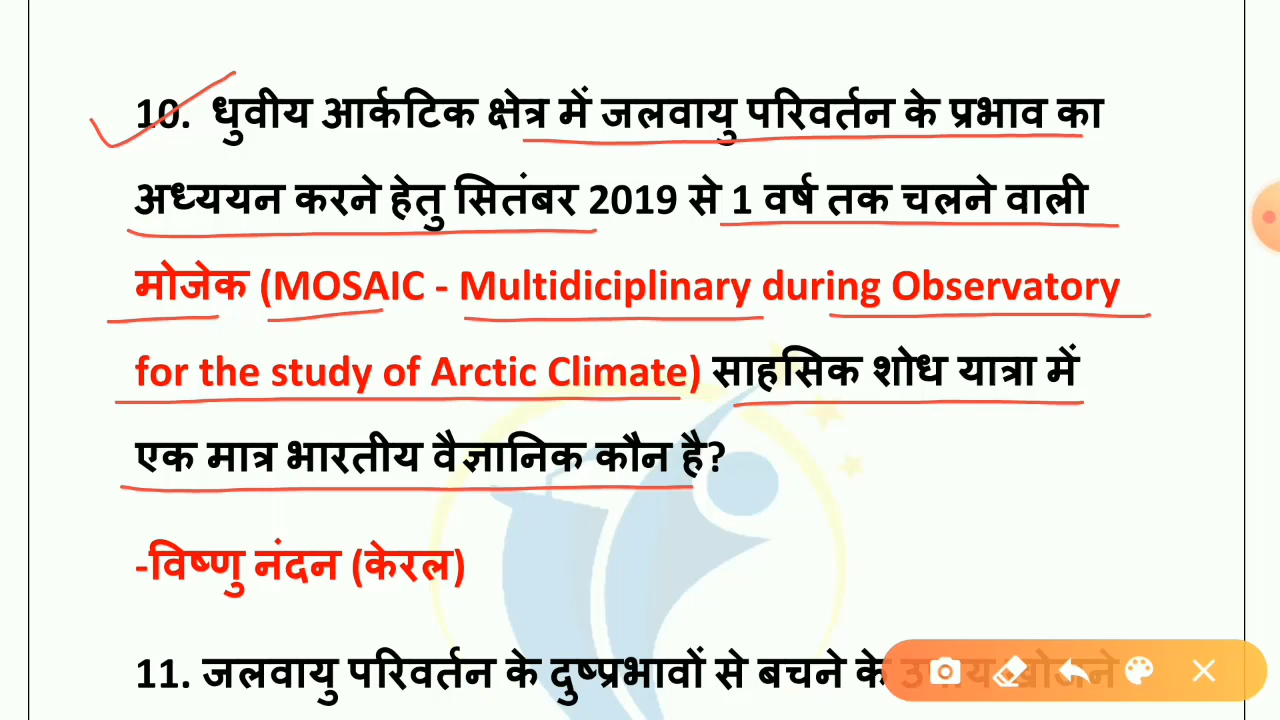 10. धुवीय आर्कटिक क्षेत्र में जलवायु परिवर्तन के प्रभाव का
अध्ययन करने हेतु सितंबर 2019 से 1 वर्ष तक चलने वाली
मोजेक (MOSAIC - Multidiciplinary during Observatory
for the study of Arctic Climate) साहसिक शोध यात्रा में
एक मात्र भारतीय वैज्ञानिक कौन है?
-विष्णु नंदन (केरल)
11. जलवायु परिवर्तन के दुष्प्रभावों से बचने के उपाय खोजने